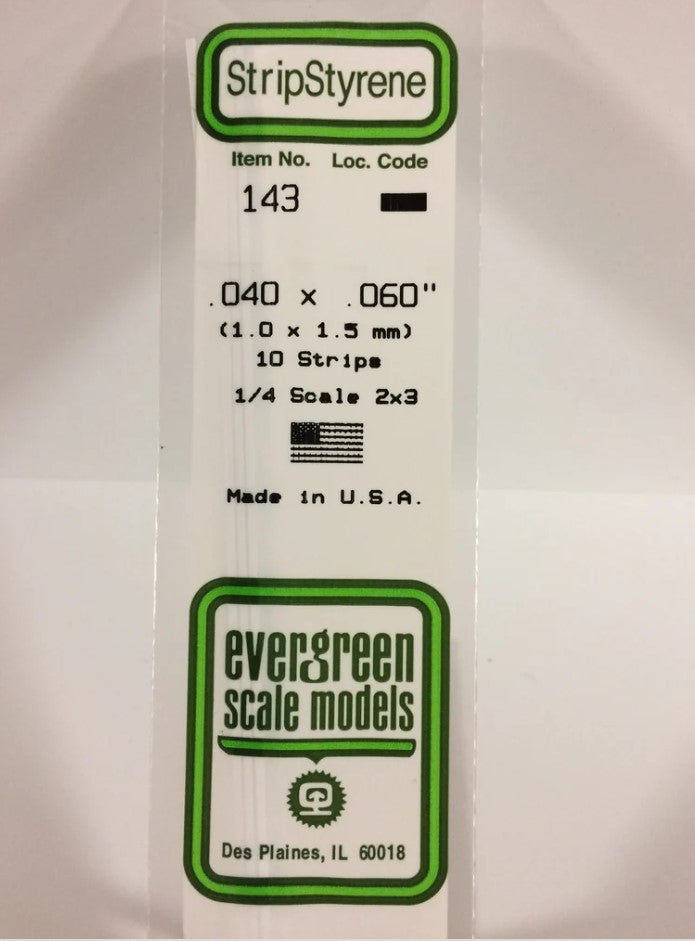 StripStyrene
Item No. Loc. Code
143
.040 x .060"
(1.0 x 1.5 mm)
10 Strips
1/4 Scale 2x3
Made in U.S.A.
evergreen
scale models
Des Plaines, IL 60018